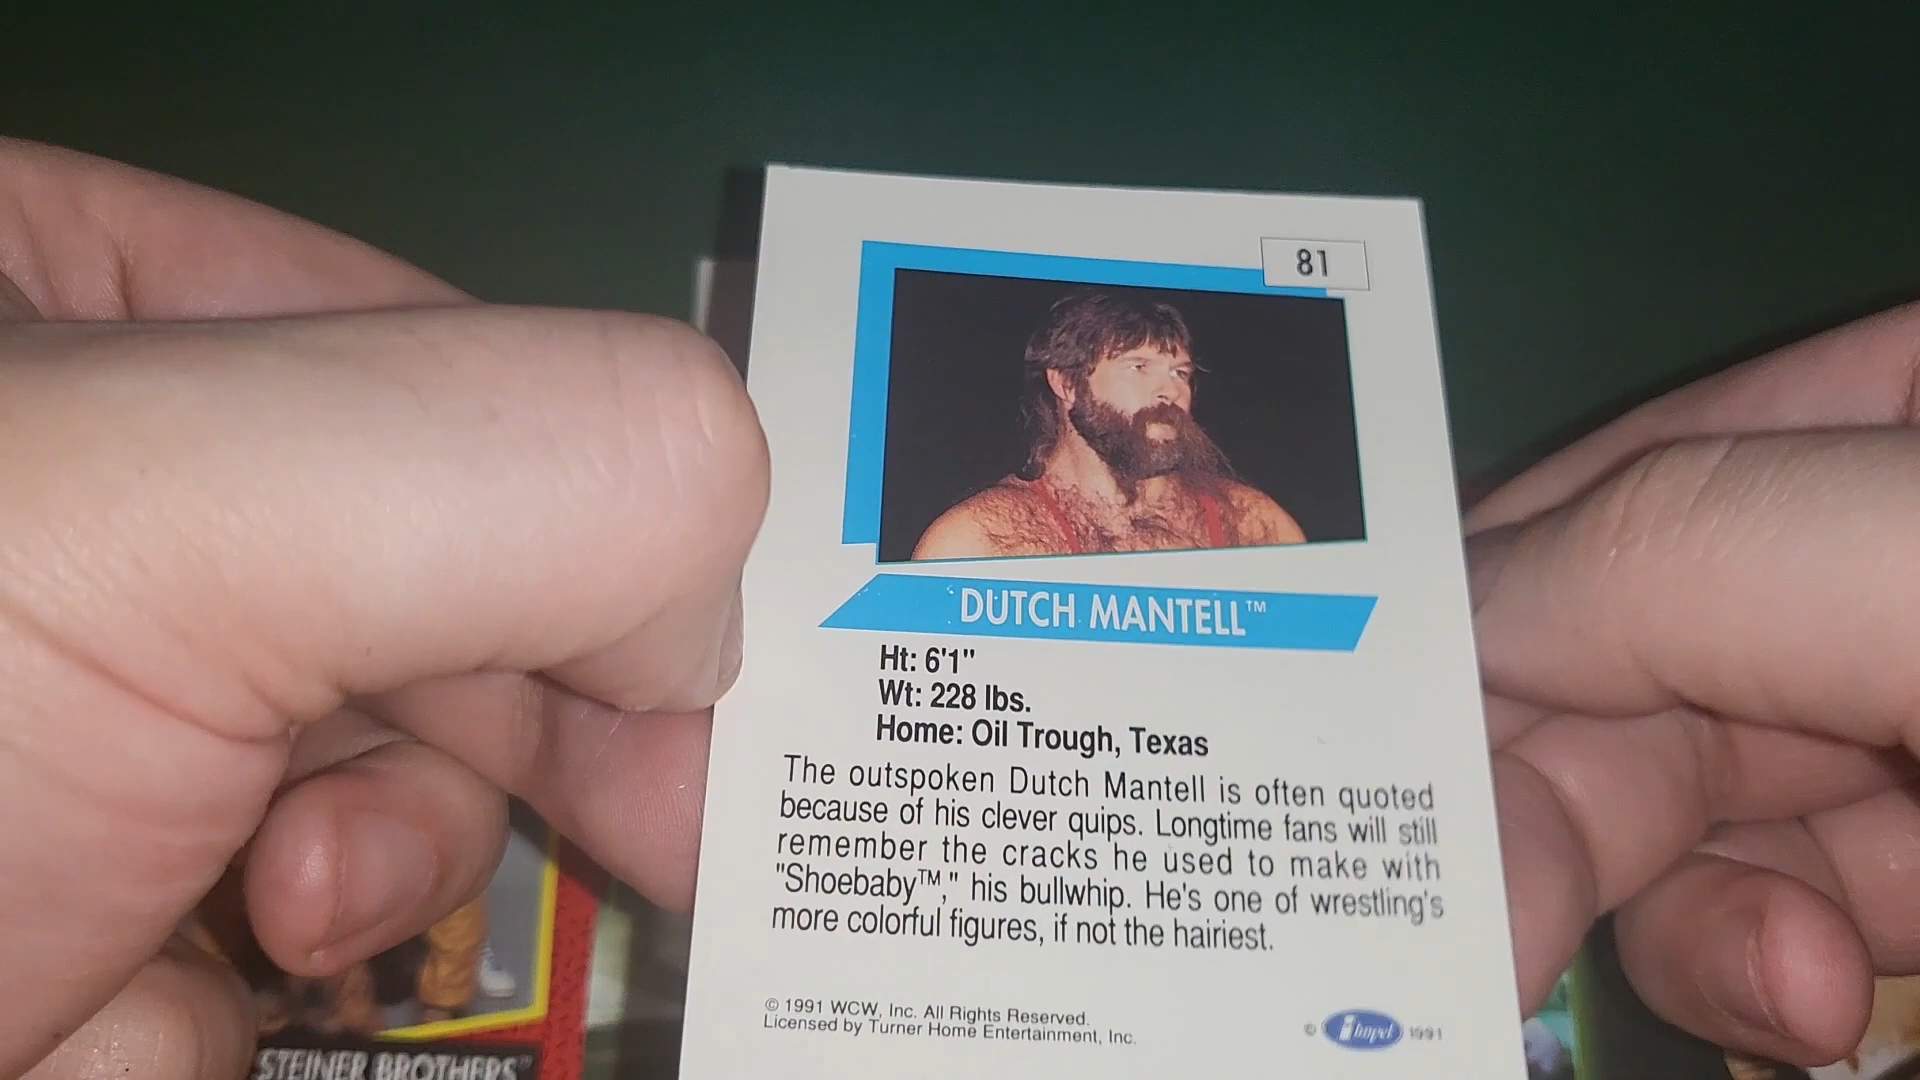 81
DUTCH MANTELL™
Ht: 6'1"
Wt: 228 lbs.
Home: Oil Trough, Texas
The outspoken Dutch Mantell is often quoted
because of his clever quips. Longtime fans will still
remember the cracks he used to make with
"Shoebaby™," his bullwhip. He's one of wrestling's
more colorful figures, if not the hairiest.
© 1991 WCW, Inc. All Rights Reserved.
Licensed by Turner Home Entertainment, Inc.
© Impel 1991
STEINER BROTHERS™